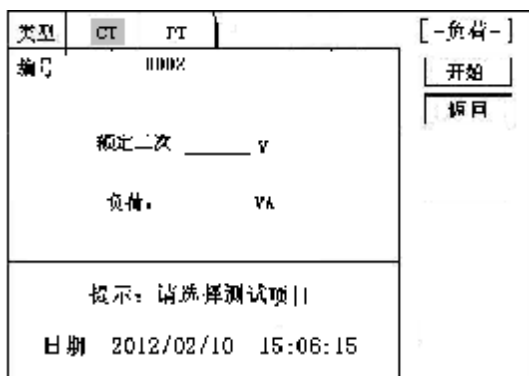 类型 CT PT [-负荷-]
编号 0002 开始
返回
额定二次 ______ V
负荷: VA
提示: 请选择测试项目
日期 2012/02/10 15:06:15